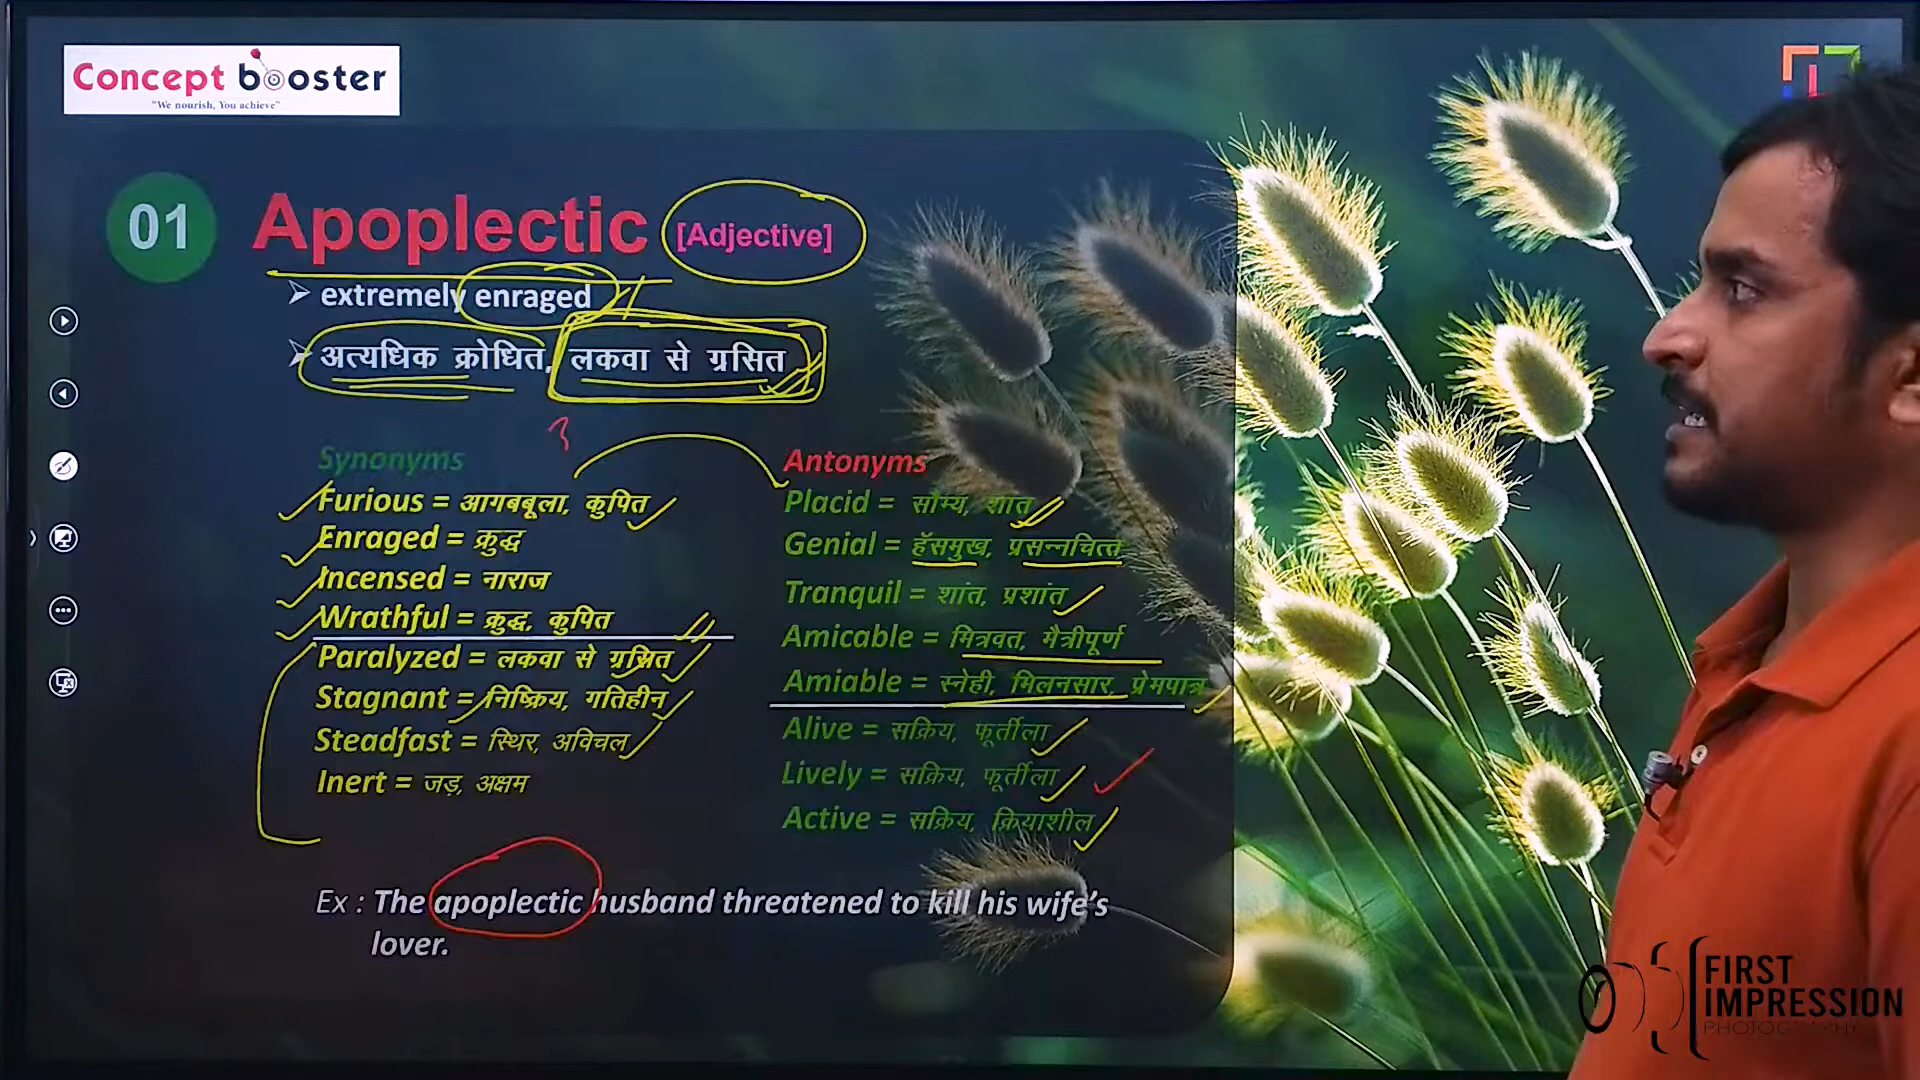 Concept booster
"We nourish, You achieve"
01 Apoplectic [Adjective]
extremely enraged
अत्यधिक क्रोधित, लकवा से ग्रसित
Synonyms
Furious = आगबबूला, कुपित
Enraged = क्रुद्ध
Incensed = नाराज
Wrathful = क्रुद्ध, कुपित
Paralyzed = लकवा से ग्रसित
Stagnant = निष्क्रिय, गतिहीन
Steadfast = स्थिर, अविचल
Inert = जड़, अक्षम
Antonyms
Placid = सौम्य, शांत
Genial = हॅसमुख, प्रसन्नचित्त
Tranquil = शांत, प्रशांत
Amicable = मित्रवत, मैत्रीपूर्ण
Amiable = स्नेही, मिलनसार, प्रेमपात्र
Alive = सक्रिय, फूर्तीला
Lively = सक्रिय, फूर्तीला
Active = सक्रिय, क्रियाशील
Ex : The apoplectic husband threatened to kill his wife's
lover.
FIRST
IMPRESSION
PHOTOGRAPHY